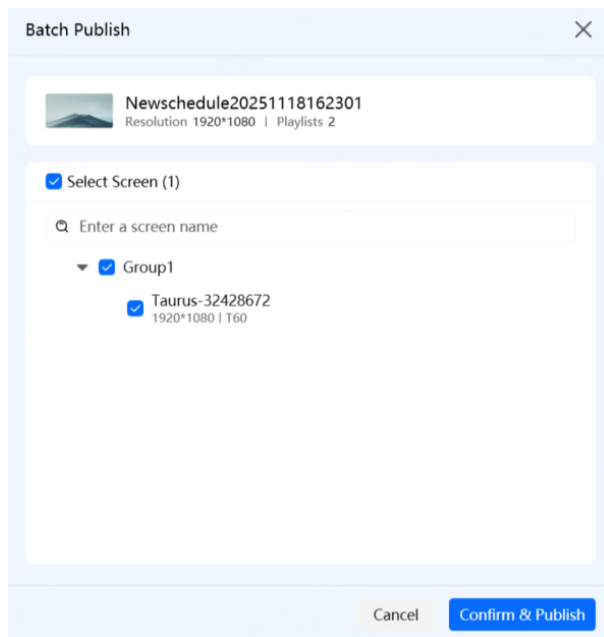 Batch Publish
Newschedule20251118162301
Resolution 1920*1080 | Playlists 2
Select Screen (1)
Enter a screen name
Group1
Taurus-32428672
1920*1080 | T60
Cancel
Confirm & Publish